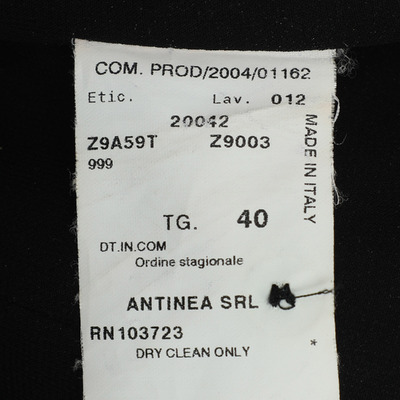 COM. PROD/2004/01162
Etic. Lav. 012
20042
Z9A59T Z9003
999
MADE IN ITALY
TG. 40
DT.IN.COM
Ordine stagionale
ANTINEA SRL
RN103723
DRY CLEAN ONLY *